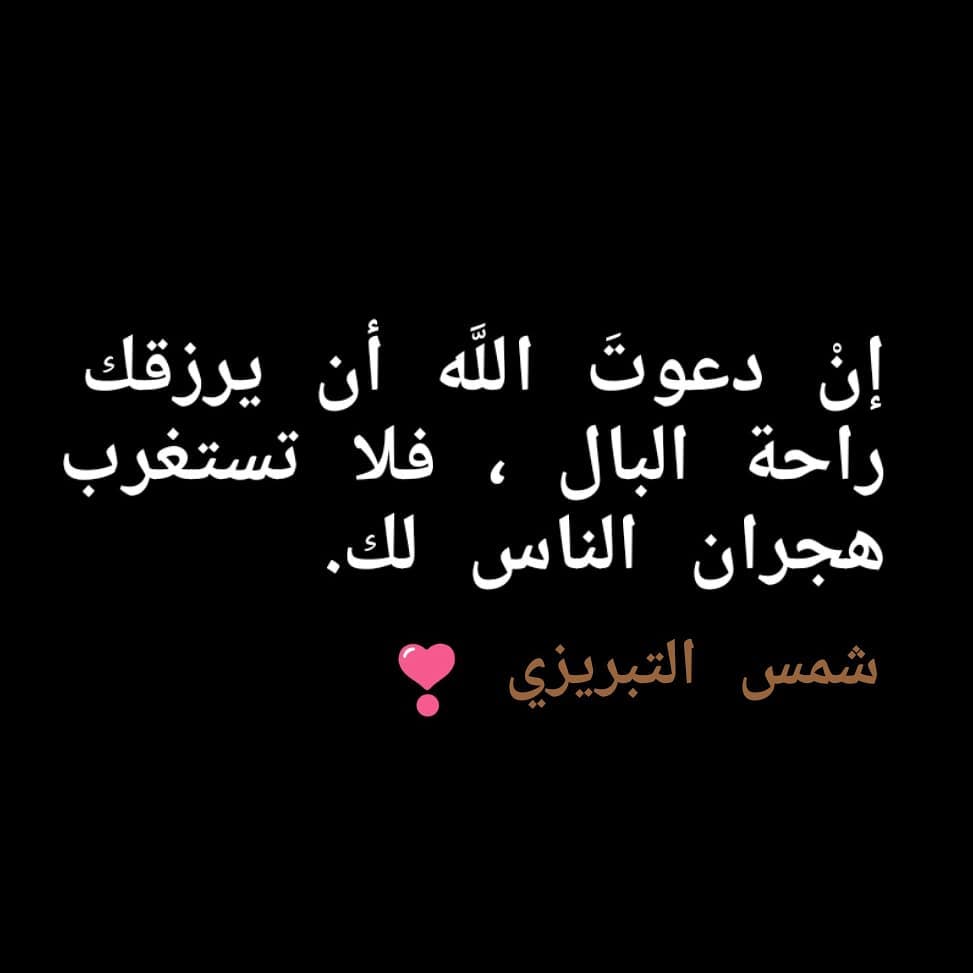 إنْ دعوتَ اللَّه أن يرزقك
راحة البال ، فلا تستغرب
هجران الناس لك.
شمس التبريزي ❣